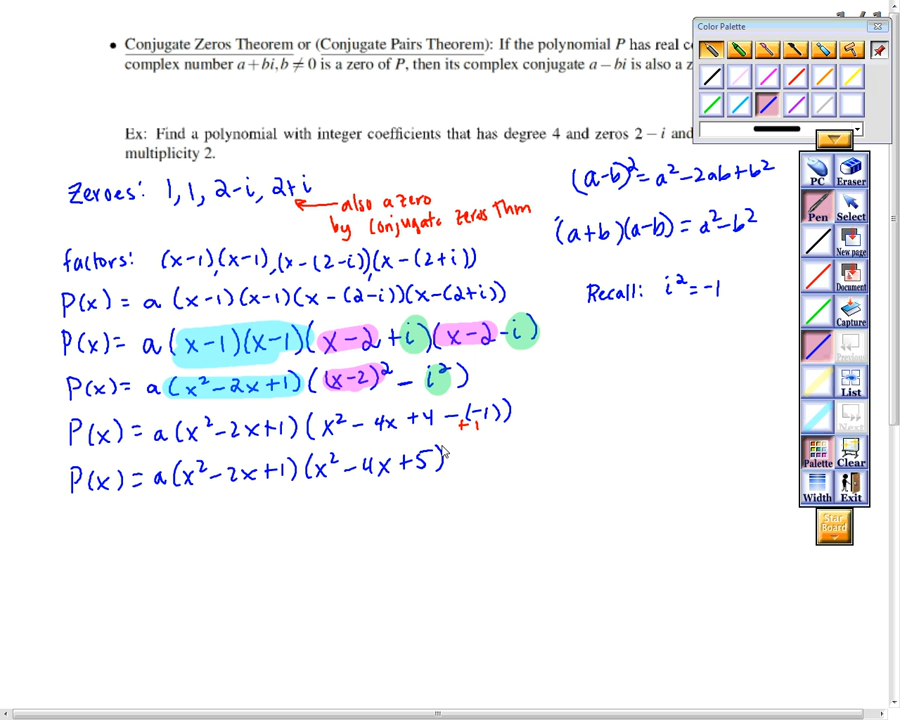 1/1
• Conjugate Zeros Theorem or (Conjugate Pairs Theorem): If the polynomial P has real c
complex number a + bi, b ≠ 0 is a zero of P, then its complex conjugate a − bi is also a z
Ex: Find a polynomial with integer coefficients that has degree 4 and zeros 2 − i and
multiplicity 2.
Zeroes: 1, 1, 2-i, 2+i
also a zero
by Conjugate Zeros Thm
(a-b)² = a² - 2ab + b²
(a+b)(a-b) = a² - b²
Recall: i² = -1
factors: (x-1), (x-1), (x-(2-i)), (x-(2+i))
P(x) = a (x-1)(x-1)(x-(2-i))(x-(2+i))
P(x) = a (x-1)(x-1)(x-2+i)(x-2-i)
P(x) = a (x²-2x+1)((x-2)² - i²)
P(x) = a (x²-2x+1)(x² - 4x + 4 - (-1))
+1
P(x) = a (x²-2x+1)(x² - 4x + 5)
Color Palette
PC
Eraser
Pen
Select
New page
Document
Capture
Previous
List
Next
Palette
Clear
Width
Exit
Star
Board